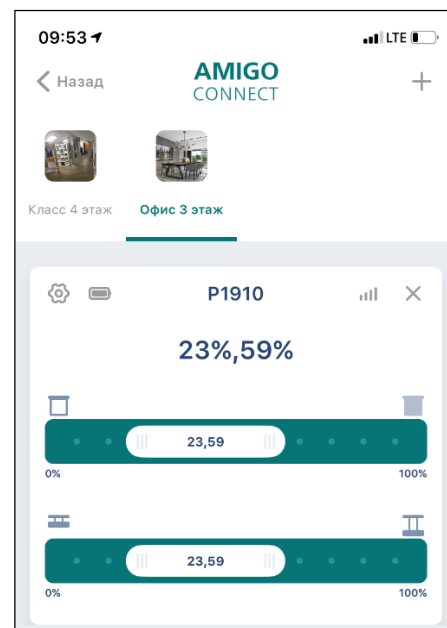 09:53
LTE
Назад
AMIGO
CONNECT
Класс 4 этаж
Офис 3 этаж
P1910
23%,59%
23,59
0%
100%
23,59
0%
100%